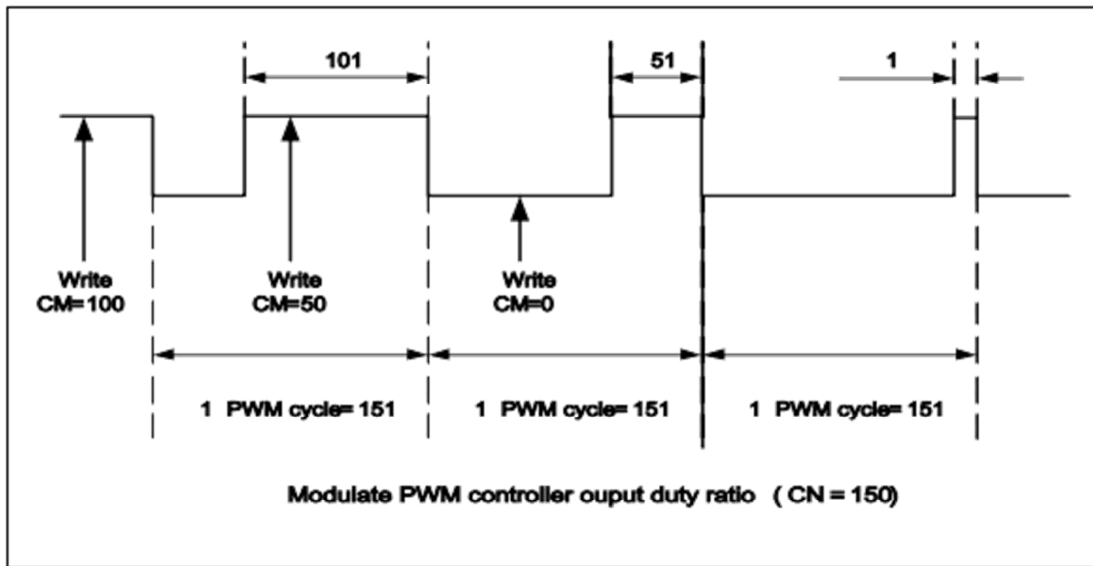 101
51
1
Write
CM=100
Write
CM=50
Write
CM=0
1 PWM cycle= 151
1 PWM cycle= 151
1 PWM cycle= 151
Modulate PWM controller ouput duty ratio ( CN = 150)